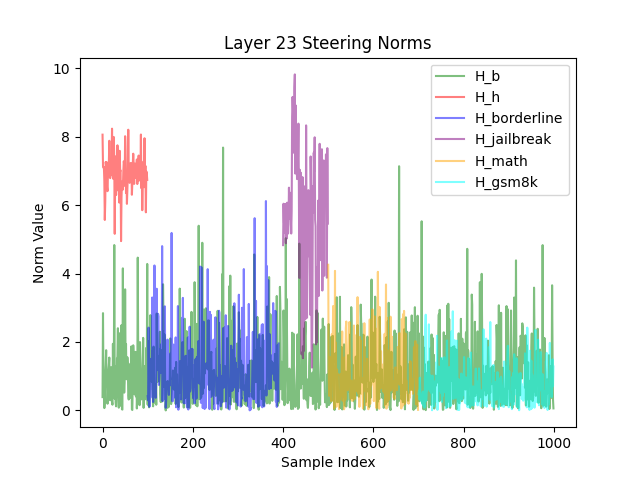 Layer 23 Steering Norms
10
8
6
4
2
0
Norm Value
0
200
400
600
800
1000
Sample Index
H_b
H_h
H_borderline
H_jailbreak
H_math
H_gsm8k